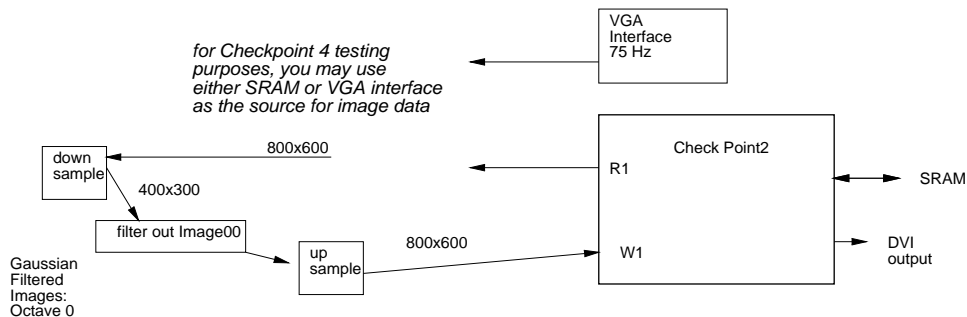 VGA
Interface
75 Hz
for Checkpoint 4 testing
purposes, you may use
either SRAM or VGA interface
as the source for image data
800x600
down
sample
400x300
Check Point2
R1
SRAM
filter out Image00
800x600
up
sample
W1
DVI
output
Gaussian
Filtered
Images:
Octave 0